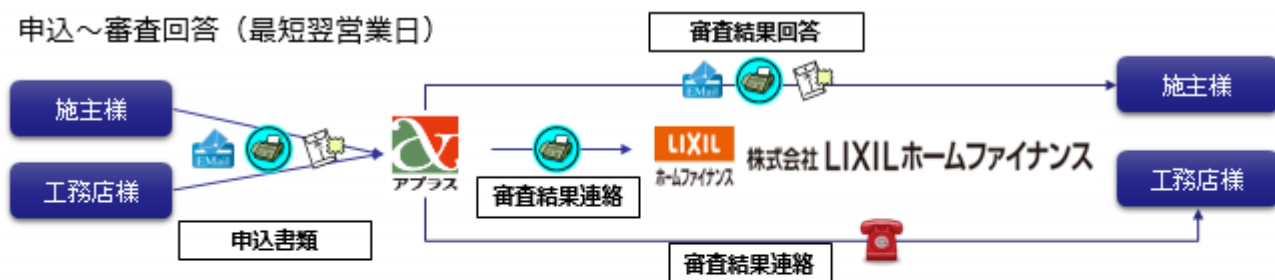 申込～審査回答（最短翌営業日）
審査結果回答
施主様
EMail
施主様
EMail
工務店様
アプラス
LIXIL
ホームファイナンス
株式会社 LIXILホームファイナンス
工務店様
審査結果連絡
申込書類
審査結果連絡